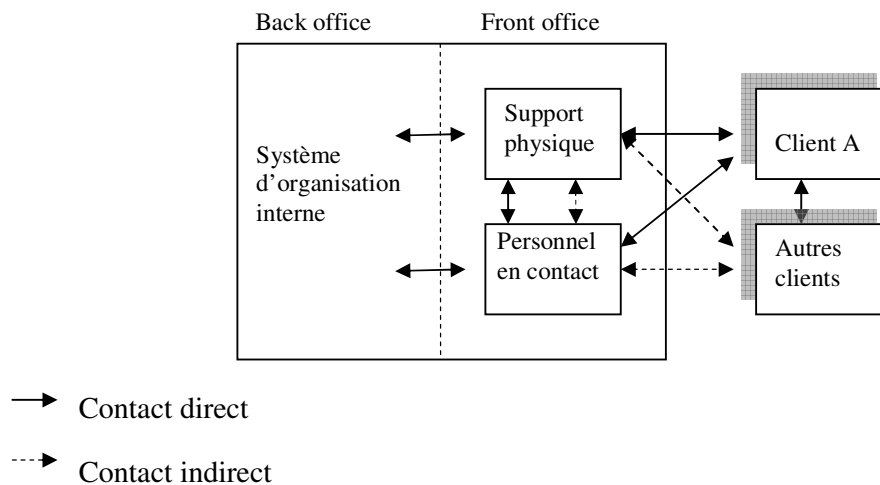 Back office
Front office
Support
physique
Client A
Système
d'organisation
interne
Personnel
en contact
Autres
clients
Contact direct
Contact indirect